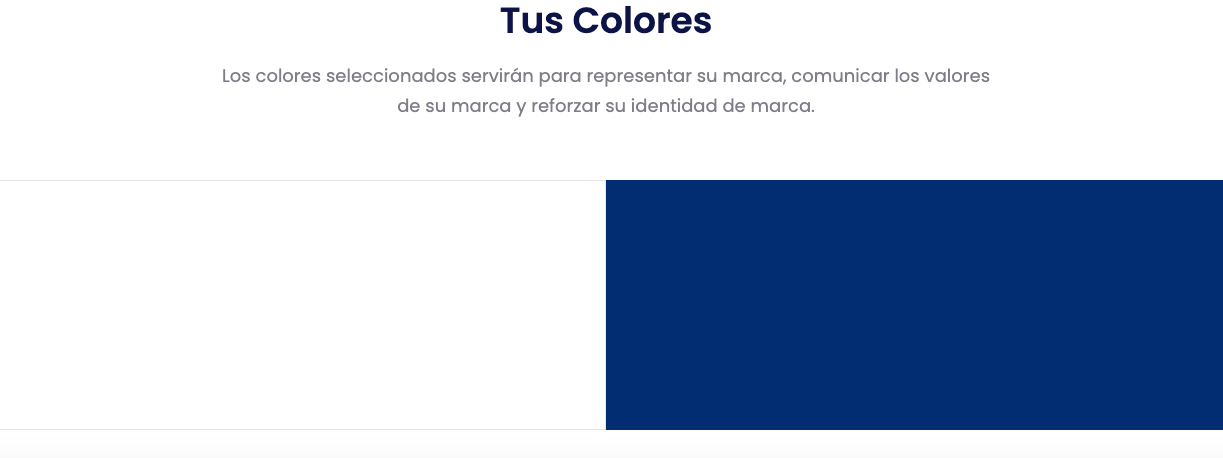 Tus Colores
Los colores seleccionados servirán para representar su marca, comunicar los valores
de su marca y reforzar su identidad de marca.